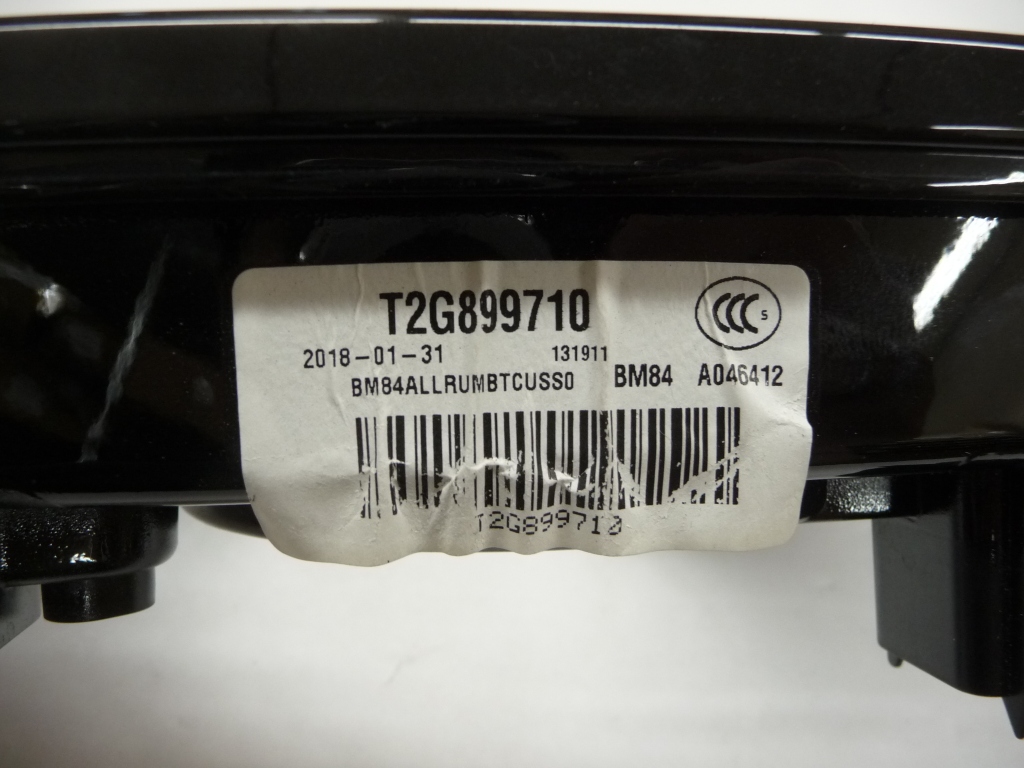 T2G899710
CCC S
2018-01-31 131911
BM84ALLRUMBTCUSS0 BM84 A046412
T2G899710